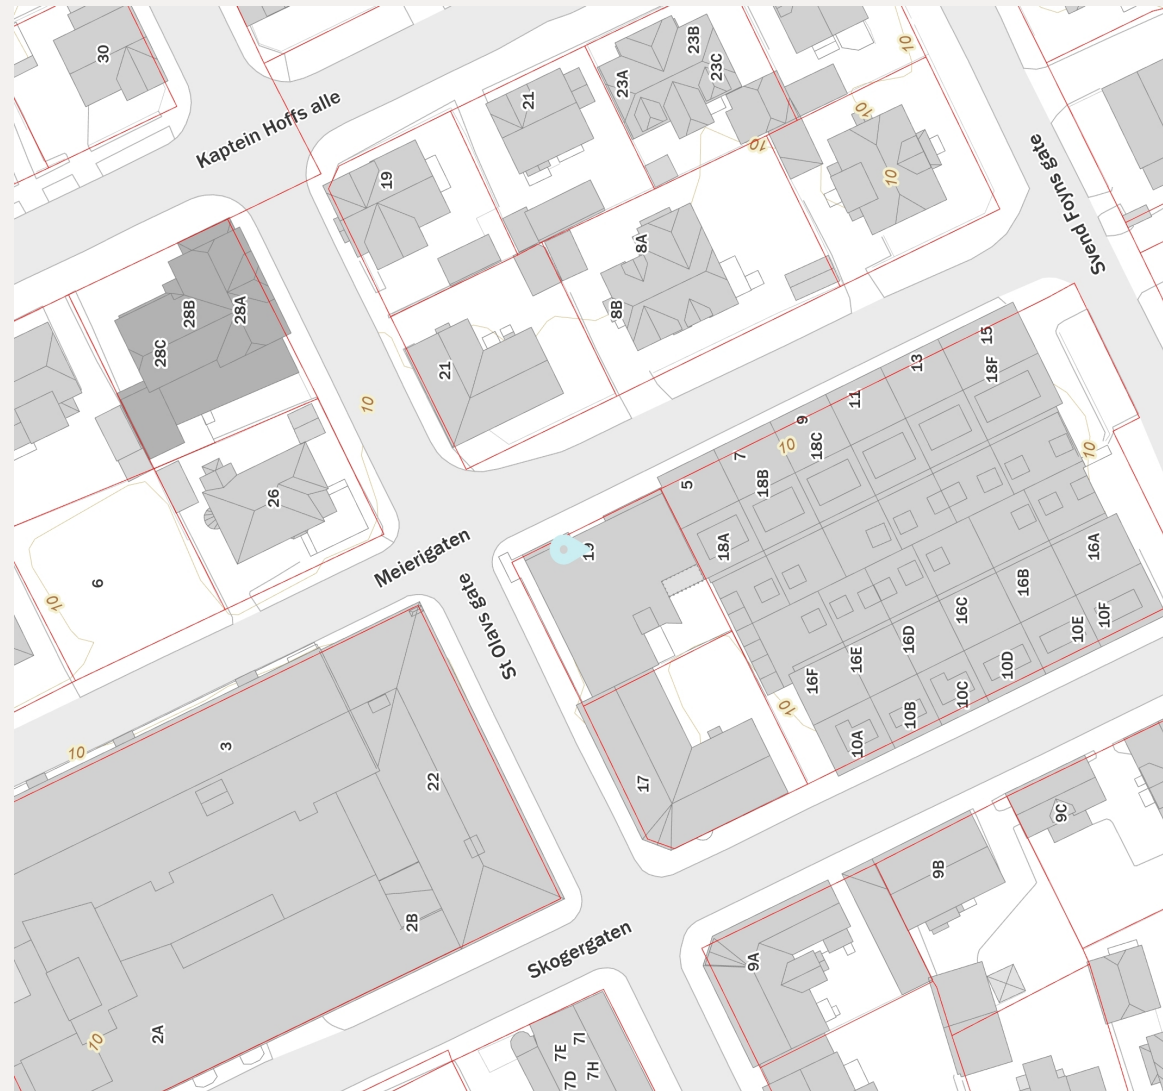 30
Kaptein Hoffs alle
21
23A
23B
23C
10
10
10
10
Svend Foyns gate
19
28B
28A
28C
8A
8B
21
10
15
13
18F
11
9
10
18C
7
18B
5
10
26
18A
Meierigaten
19
16A
6
10
St Olavs gate
16B
16C
10F
10E
16D
16E
10D
16F
10C
10
10B
10A
10
3
22
17
9C
9B
2B
Skogergaten
9A
10
2A
7I
7E
7H
7D